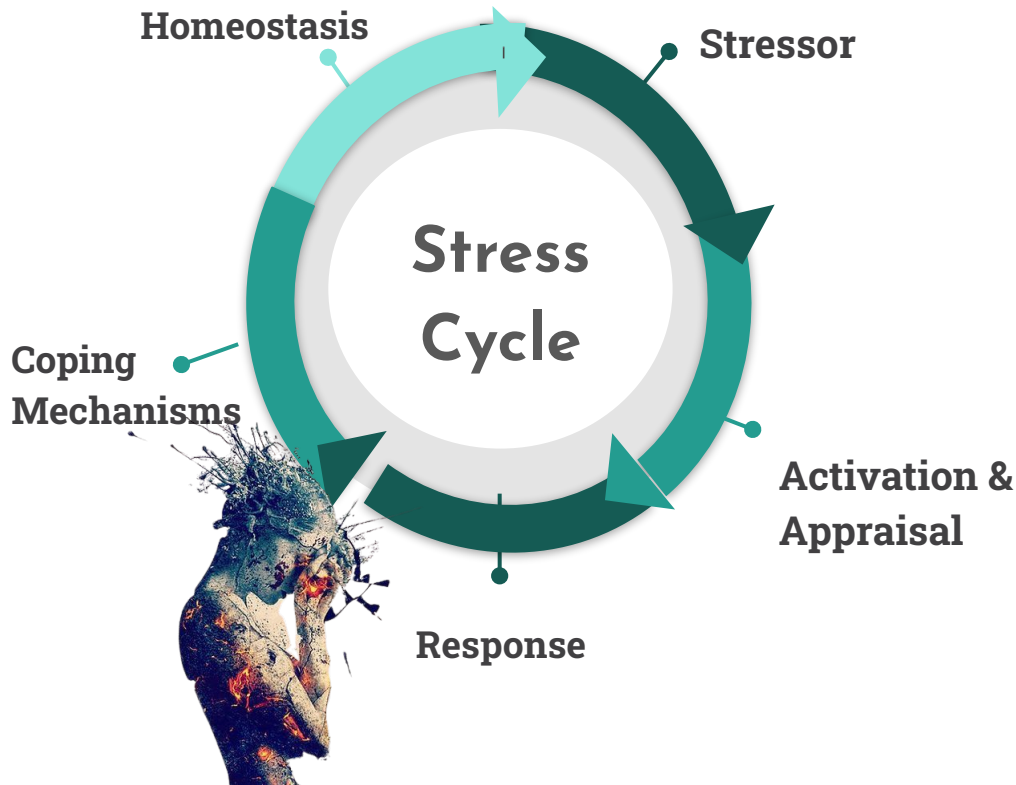 Homeostasis
Stressor
Stress
Cycle
Coping
Mechanisms
Activation &
Appraisal
Response